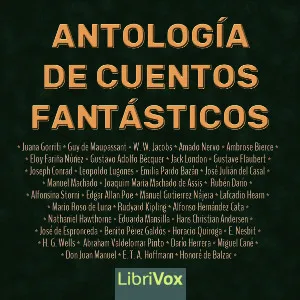 ANTOLOGÍA
DE CUENTOS
FANTÁSTICOS
* Juana Gorriti * Guy de Maupassant * W. W. Jacobs * Amado Nervo * Ambrose Bierce *
* Eloy Fariña Núñez * Gustavo Adolfo Bécquer * Jack London * Gustave Flaubert *
* Joseph Conrad * Leopoldo Lugones * Emilia Pardo Bazán * José Julián del Casal *
* Manuel Machado * Joaquim Maria Machado de Assis * Rubén Darío *
* Alfonsina Storni * Edgar Allan Poe * Manuel Gutiérrez Nájera * Lafcadio Hearn *
* Mario Roso de Luna * Rudyard Kipling * Alfonso Hernández Catá *
* Nathaniel Hawthorne * Eduarda Mansilla * Hans Christian Andersen *
* José de Espronceda * Benito Pérez Galdós * Horacio Quiroga * E. Nesbit *
* H. G. Wells * Abraham Valdelomar Pinto * Darío Herrera * Miguel Cané *
* Don Juan Manuel * E. T. A. Hoffmann * Honoré de Balzac *
LibriVox